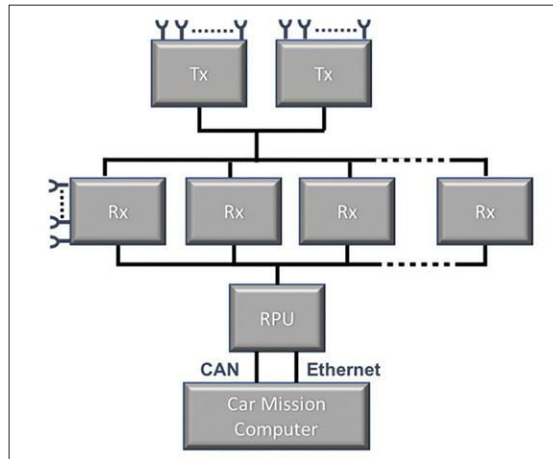 Tx
Tx
Rx
Rx
Rx
Rx
RPU
CAN
Ethernet
Car Mission
Computer